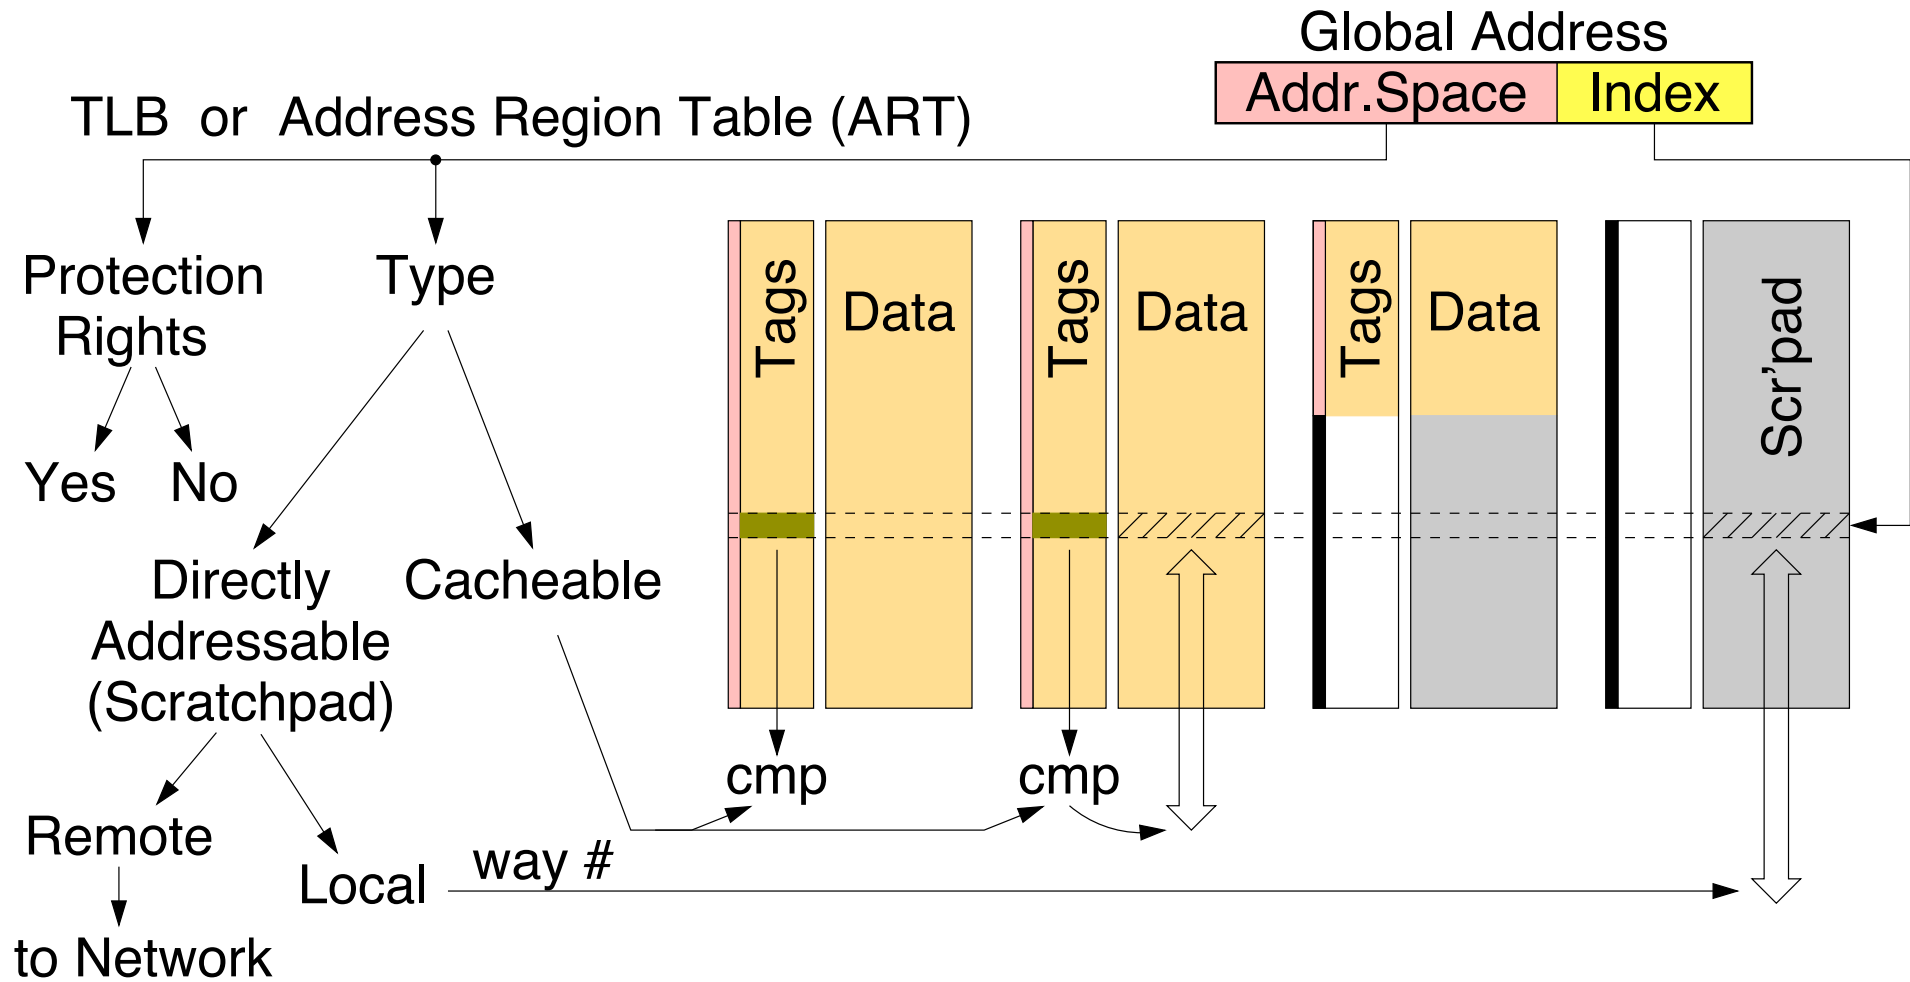 Global Address
Addr.Space Index
TLB or Address Region Table (ART)
Protection
Rights
Type
Tags
Data
Tags
Data
Tags
Data
Scr'pad
Yes No
Directly
Addressable
(Scratchpad)
Cacheable
cmp
cmp
Remote
Local
way #
to Network